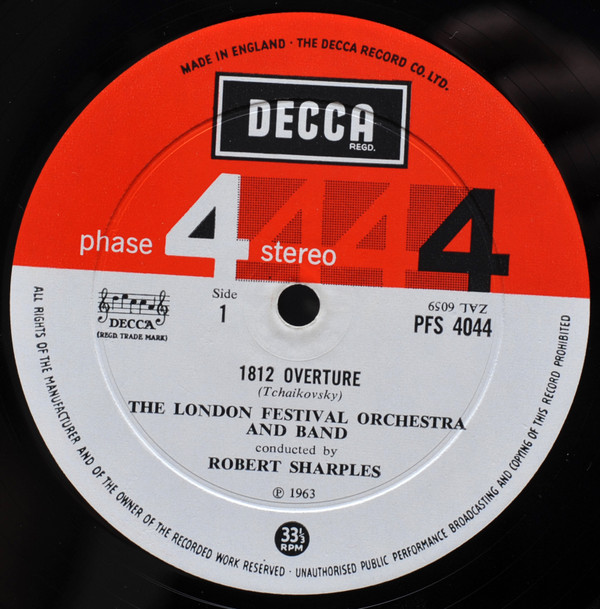 MADE IN ENGLAND · THE DECCA RECORD CO. LTD.
DECCA
REGD.
phase 4 stereo 4 4 4
Side
1
DECCA
(REGD. TRADE MARK)
ZAL 6059
PFS 4044
1812 OVERTURE
(Tchaikovsky)
THE LONDON FESTIVAL ORCHESTRA
AND BAND
conducted by
ROBERT SHARPLES
℗ 1963
33⅓
RPM
ALL RIGHTS OF THE MANUFACTURER AND OF THE OWNER OF THE RECORDED WORK RESERVED · UNAUTHORISED PUBLIC PERFORMANCE BROADCASTING AND COPYING OF THIS RECORD PROHIBITED